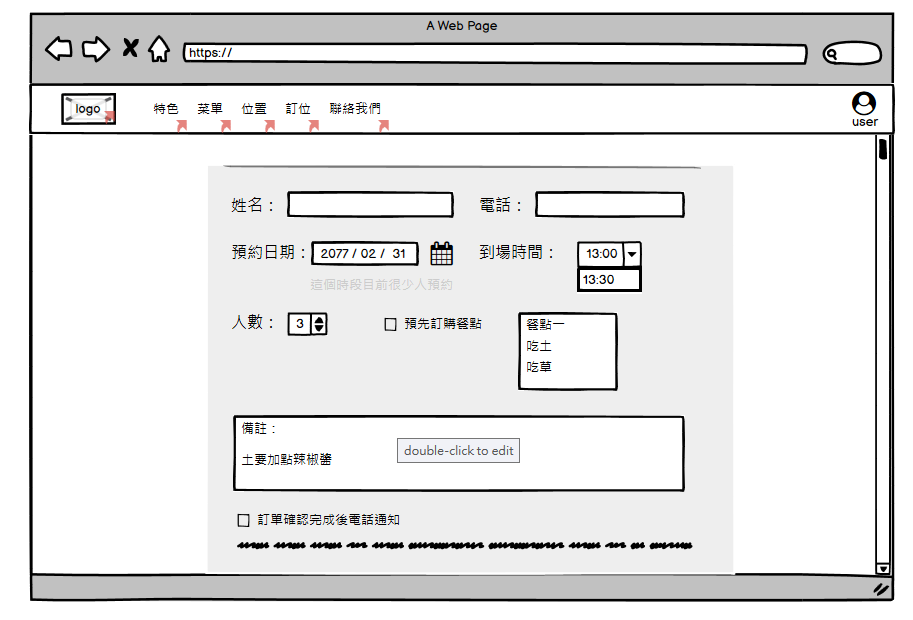 A Web Page
https://
logo 特色 菜單 位置 訂位 聯絡我們 user
姓名： 電話：
預約日期： 2077 / 02 / 31 到場時間： 13:00
13:30
這個時段目前很少人預約
人數： 3 預先訂購餐點 餐點一
吃土
吃草
備註：
土要加點辣椒醬
double-click to edit
訂單確認完成後電話通知